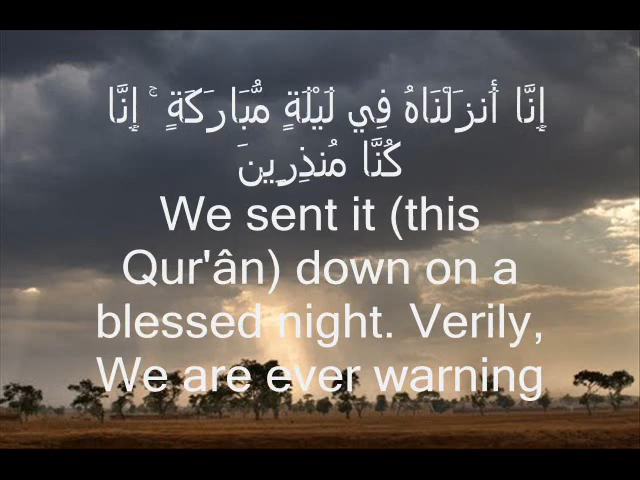 إِنَّا أَنزَلْنَاهُ فِي لَيْلَةٍ مُّبَارَكَةٍ ۚ إِنَّا
كُنَّا مُنذِرِينَ
We sent it (this
Qur'ân) down on a
blessed night. Verily,
We are ever warning